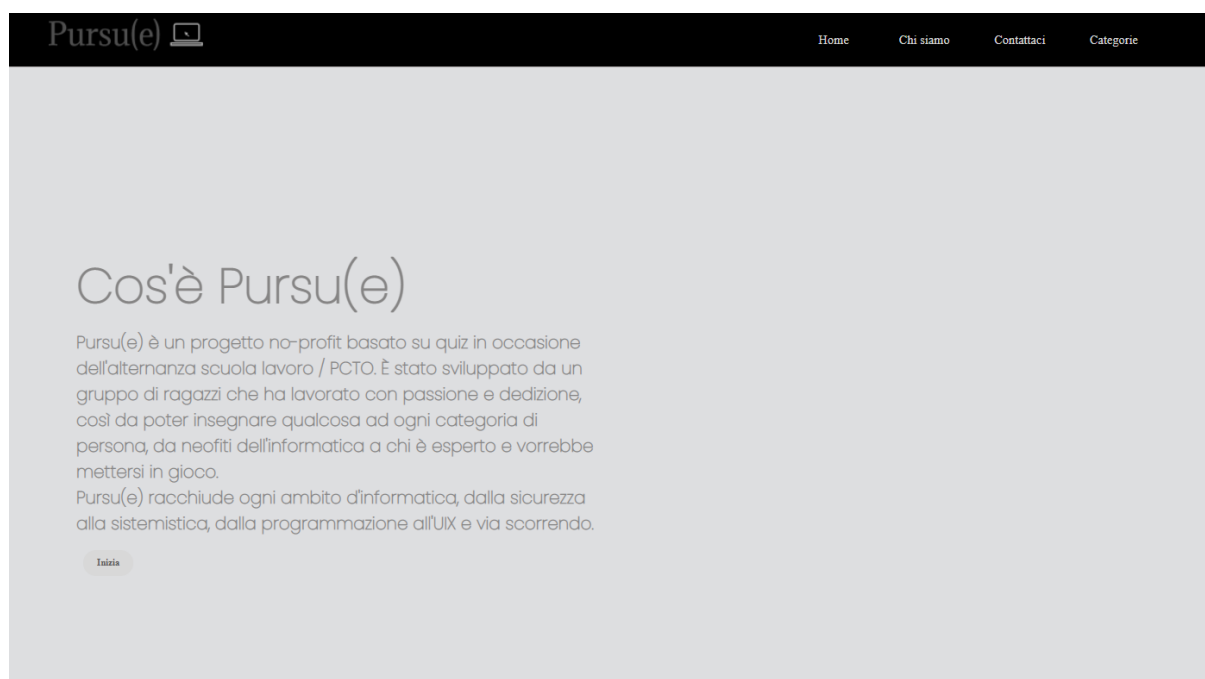 Pursu(e)
Home
Chi siamo
Contattaci
Categorie
Cos'è Pursu(e)
Pursu(e) è un progetto no-profit basato su quiz in occasione
dell'alternanza scuola lavoro / PCTO. È stato sviluppato da un
gruppo di ragazzi che ha lavorato con passione e dedizione,
così da poter insegnare qualcosa ad ogni categoria di
persona, da neofiti dell'informatica a chi è esperto e vorrebbe
mettersi in gioco.
Pursu(e) racchiude ogni ambito d'informatica, dalla sicurezza
alla sistemistica, dalla programmazione all'UIX e via scorrendo.
Inizia